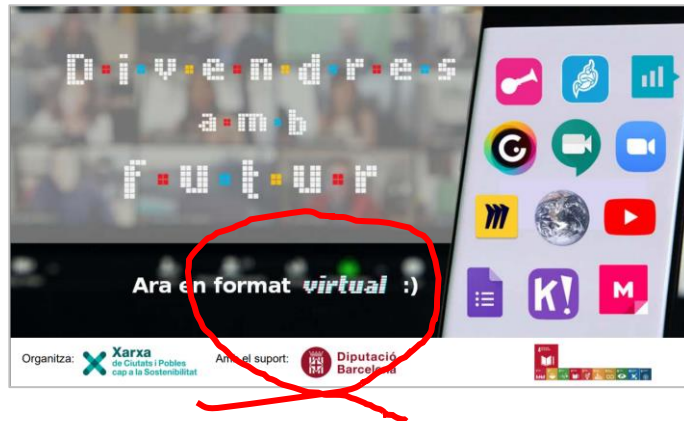 Divendres
amb
futur
Ara en format virtual :)
Organitza:
Xarxa
de Ciutats i Pobles
cap a la Sostenibilitat
Amb el suport:
Diputació
Barcelona
K!
M